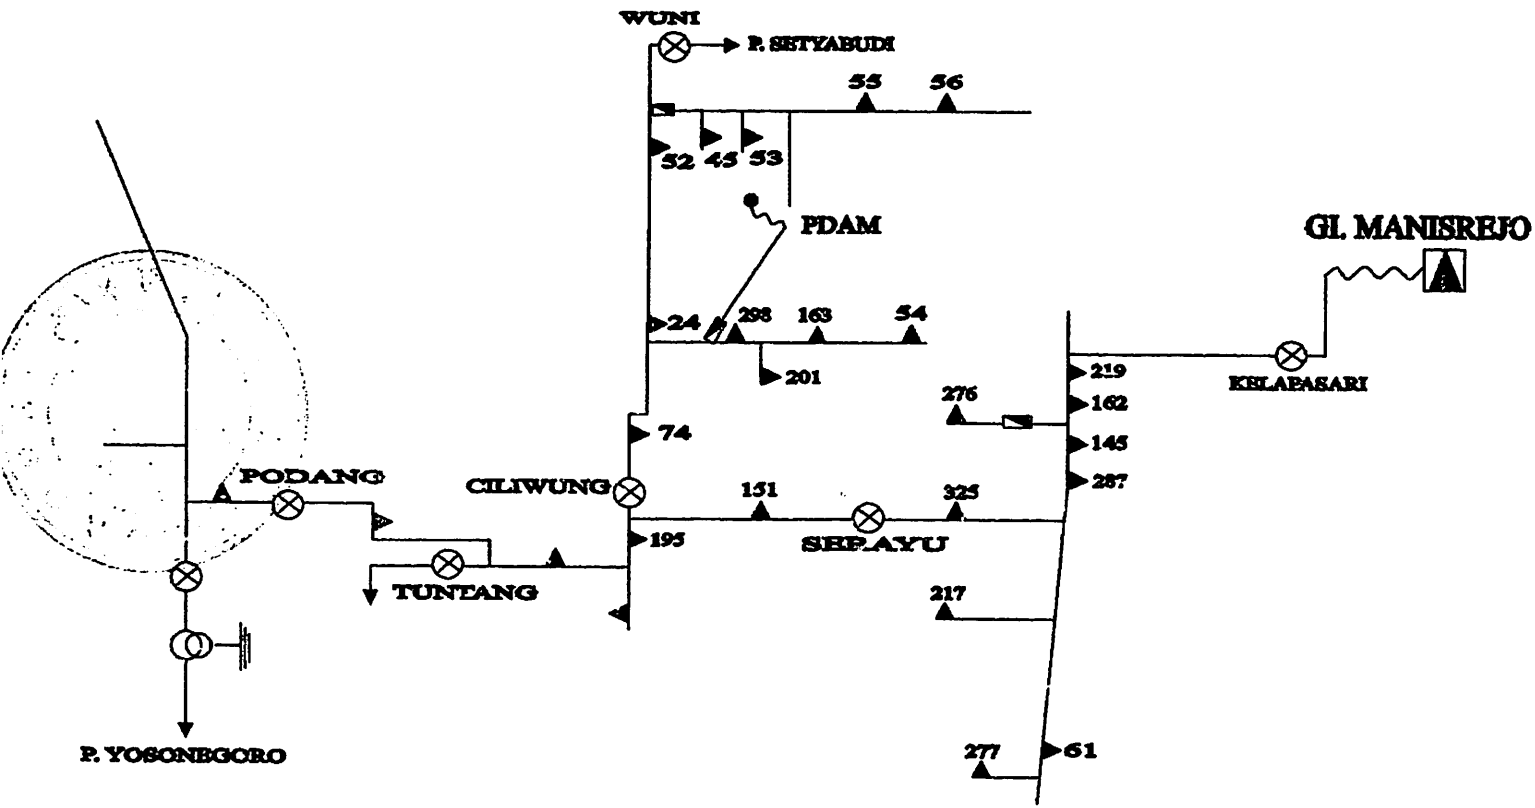 WUNI
P. SETYABUDI
55
56
52
45
53
PDAM
GI. MANISREJO
24
298
163
54
201
219
KELAPASARI
276
162
74
145
287
PODANG
CILIWUNG
151
325
195
SERAYU
TUNTANG
217
277
61
P. YOSONEGORO